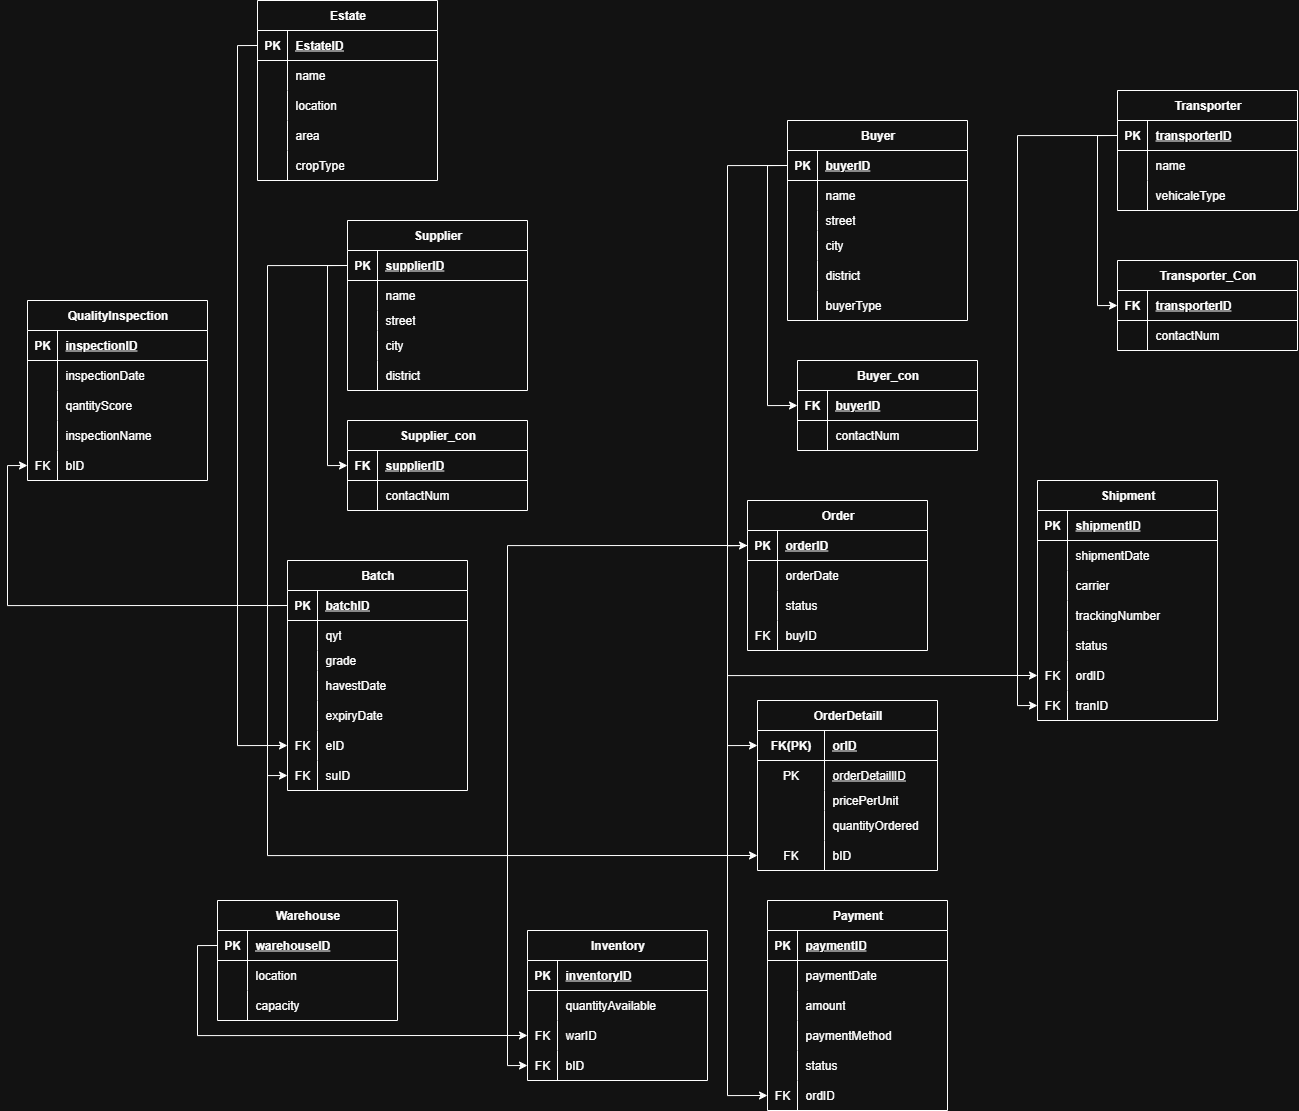 Estate
PK EstateID
name
location
area
cropType
Transporter
PK transporterID
name
vehicaleType
Buyer
PK buyerID
name
street
city
district
buyerType
Supplier
PK supplierID
name
street
city
district
Transporter_Con
FK transporterID
contactNum
QualityInspection
PK inspectionID
inspectionDate
qantityScore
inspectionName
FK bID
Buyer_con
FK buyerID
contactNum
Supplier_con
FK supplierID
contactNum
Shipment
PK shipmentID
shipmentDate
carrier
trackingNumber
status
FK ordID
FK tranID
Order
PK orderID
orderDate
status
FK buyID
Batch
PK batchID
qyt
grade
havestDate
expiryDate
FK eID
FK suID
OrderDetaill
FK(PK) orID
PK orderDetaillID
pricePerUnit
quantityOrdered
FK bID
Warehouse
PK warehouseID
location
capacity
Inventory
PK inventoryID
quantityAvailable
FK warID
FK bID
Payment
PK paymentID
paymentDate
amount
paymentMethod
status
FK ordID